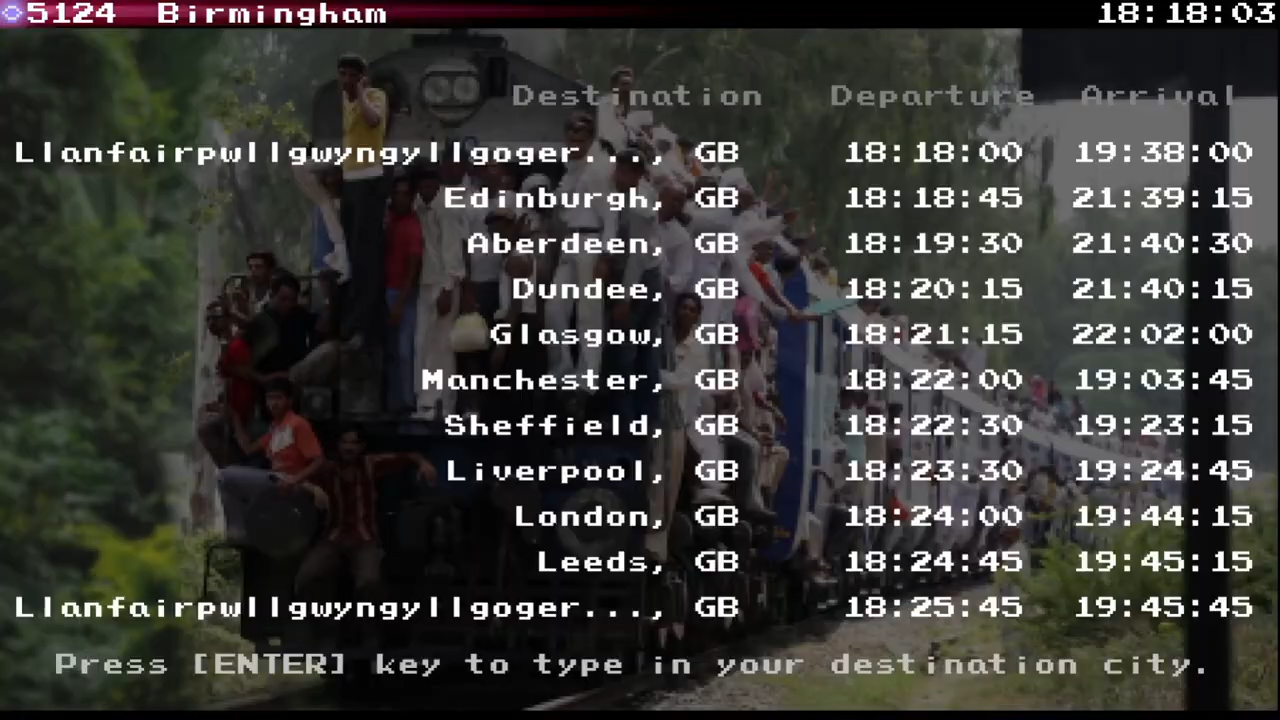 5124 Birmingham 18:18:03
Destination Departure Arrival
Llanfairpwllgwyngyllgoger..., GB 18:18:00 19:38:00
Edinburgh, GB 18:18:45 21:39:15
Aberdeen, GB 18:19:30 21:40:30
Dundee, GB 18:20:15 21:40:15
Glasgow, GB 18:21:15 22:02:00
Manchester, GB 18:22:00 19:03:45
Sheffield, GB 18:22:30 19:23:15
Liverpool, GB 18:23:30 19:24:45
London, GB 18:24:00 19:44:15
Leeds, GB 18:24:45 19:45:15
Llanfairpwllgwyngyllgoger..., GB 18:25:45 19:45:45
Press [ENTER] key to type in your destination city.